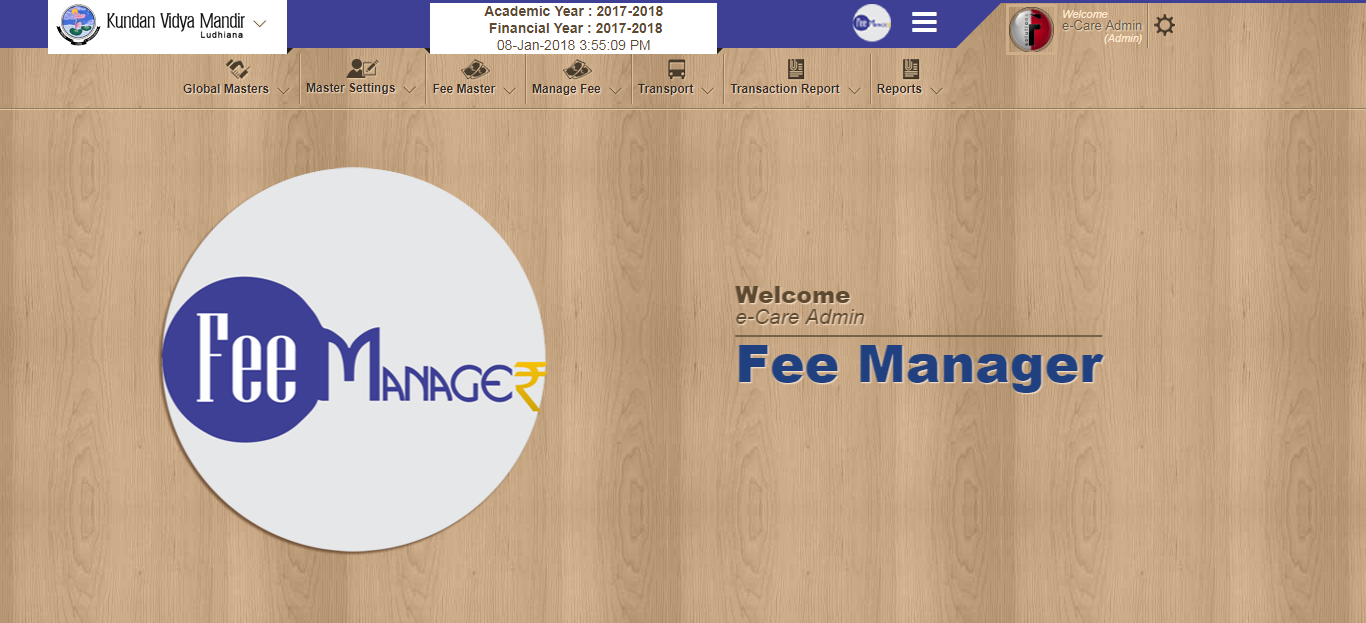 Kundan Vidya Mandir
Ludhiana
Academic Year : 2017-2018
Financial Year : 2017-2018
08-Jan-2018 3:55:09 PM
Fee Manager
Welcome
e-Care Admin
(Admin)
Global Masters
Master Settings
Fee Master
Manage Fee
Transport
Transaction Report
Reports
Fee MANAGE₹
Welcome
e-Care Admin
Fee Manager